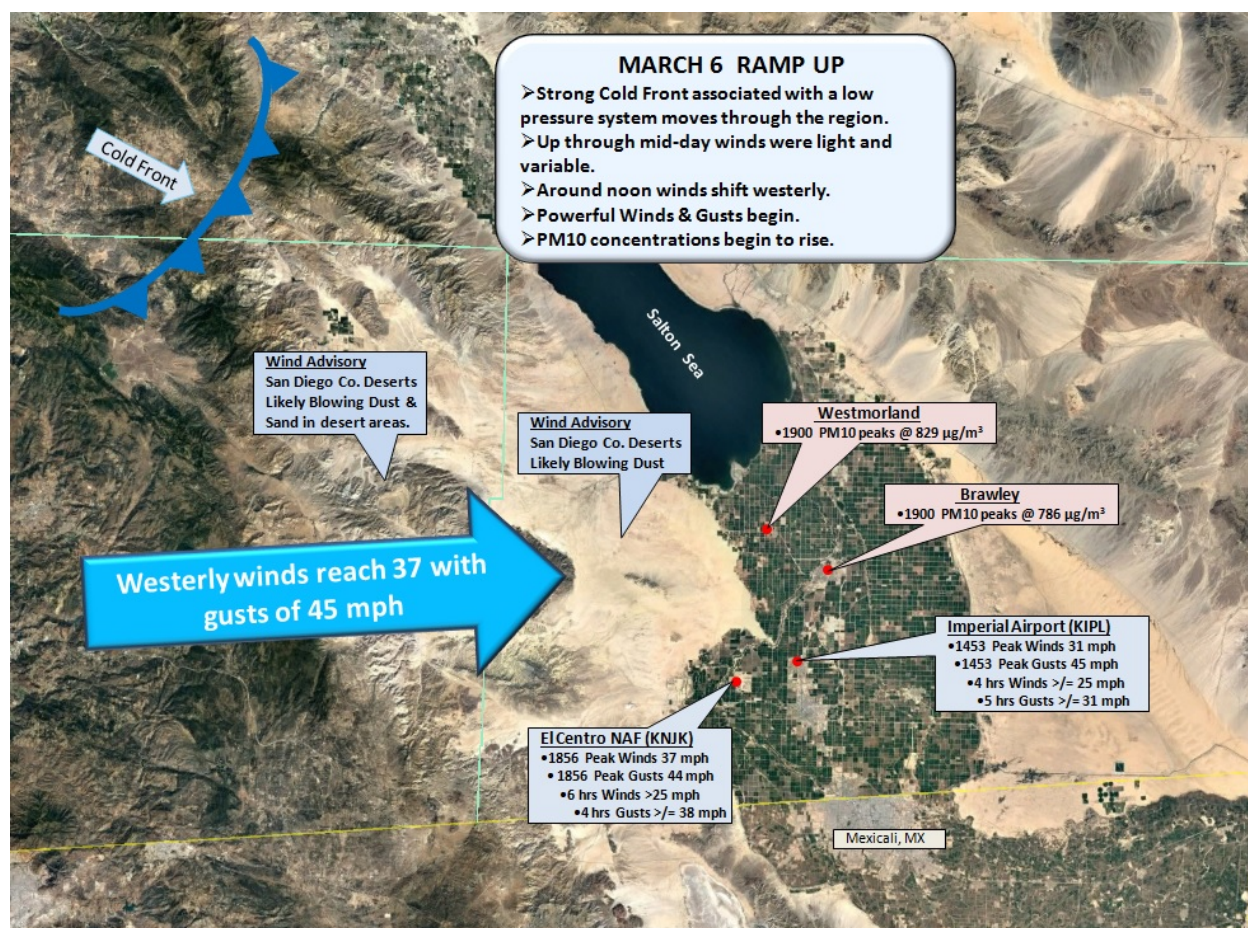 MARCH 6  RAMP UP
➢Strong Cold Front associated with a low
pressure system moves through the region.
➢Up through mid-day winds were light and
variable.
➢Around noon winds shift westerly.
➢Powerful Winds & Gusts begin.
➢PM10 concentrations begin to rise.
Cold Front
Salton Sea
Wind Advisory
San Diego Co. Deserts
Likely Blowing Dust &
Sand in desert areas.
Wind Advisory
San Diego Co. Deserts
Likely Blowing Dust
Westmorland
•1900 PM10 peaks @ 829 µg/m³
Brawley
•1900 PM10 peaks @ 786 µg/m³
Westerly winds reach 37 with
gusts of 45 mph
Imperial Airport (KIPL)
•1453 Peak Winds 31 mph
•1453 Peak Gusts 45 mph
•4 hrs Winds >/= 25 mph
•5 hrs Gusts >/= 31 mph
El Centro NAF (KNJK)
•1856 Peak Winds 37 mph
•1856 Peak Gusts 44 mph
•6 hrs Winds >25 mph
•4 hrs Gusts >/= 38 mph
Mexicali, MX